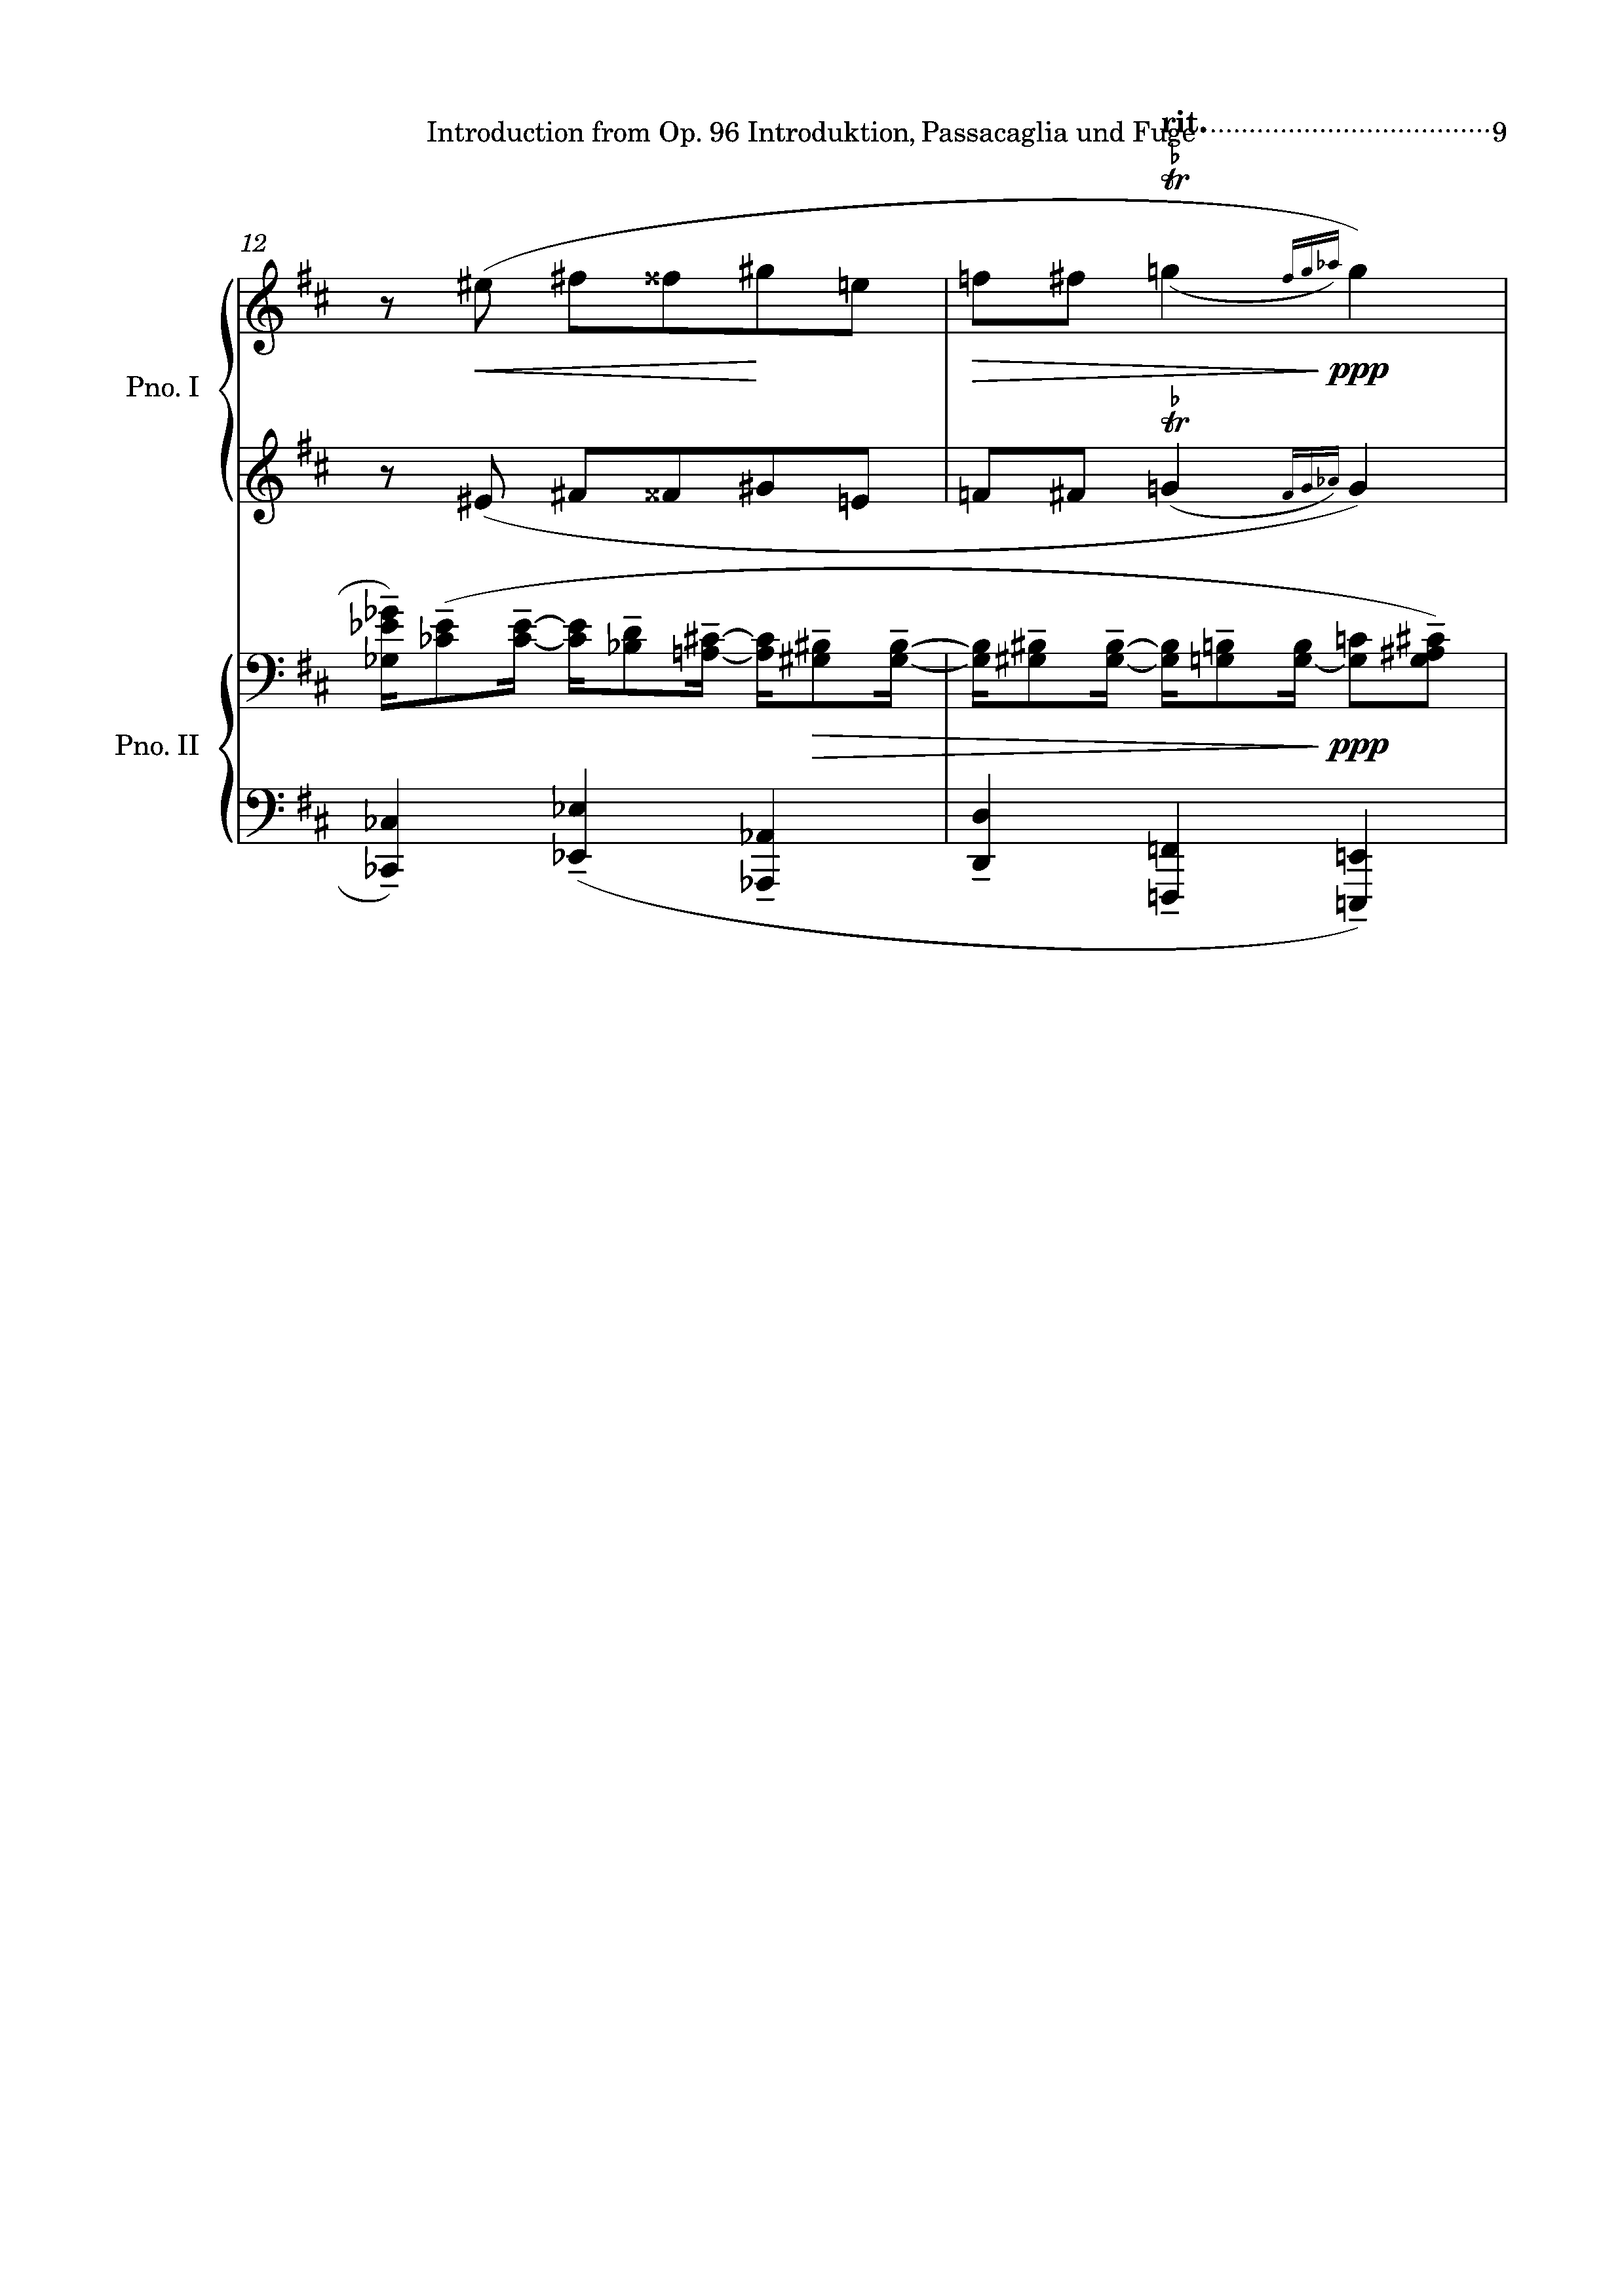 rit.
Introduction from Op. 96 Introduktion, Passacaglia und Fuge 9
tr
12
Pno. I
ppp
tr
Pno. II
ppp